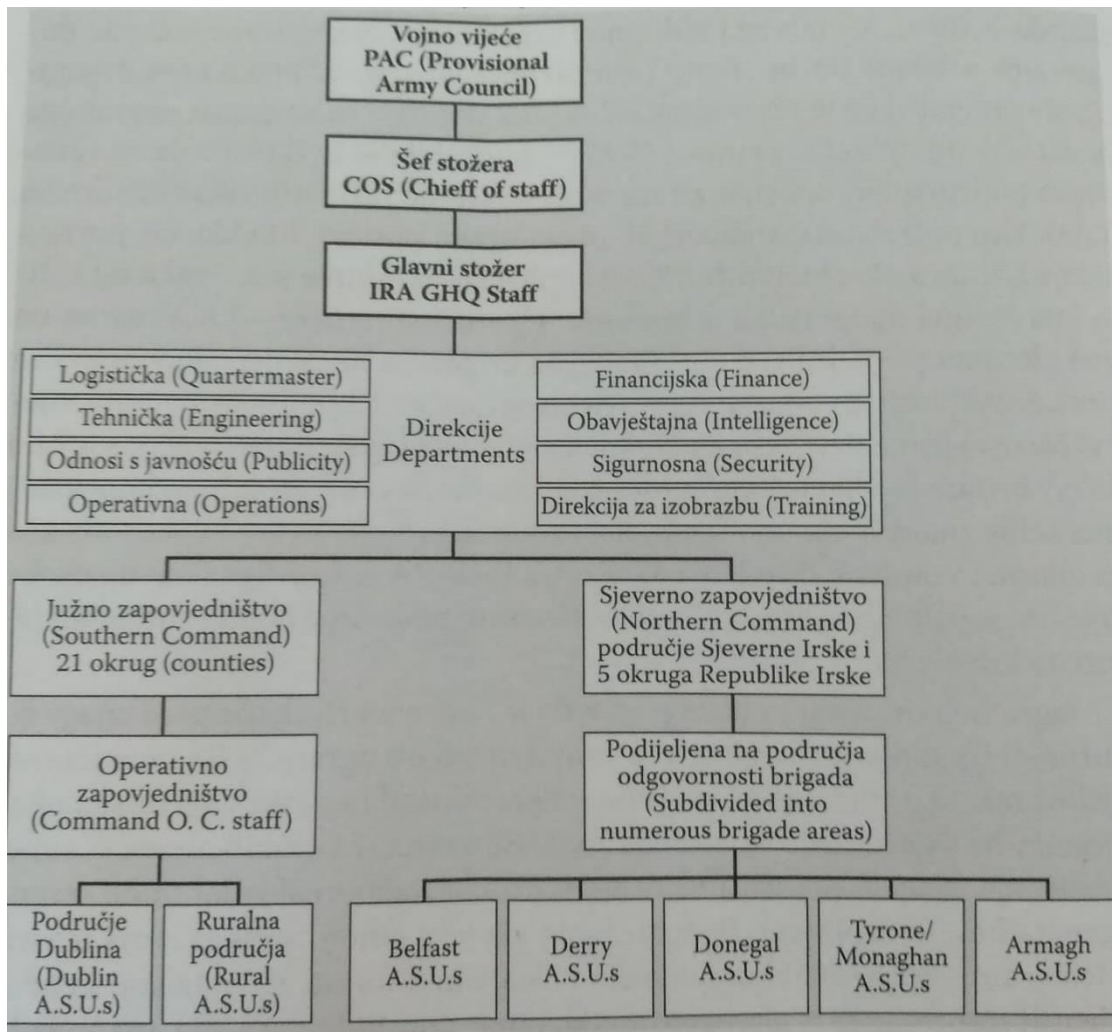 Vojno vijeće
PAC (Provisional
Army Council)
Šef stožera
COS (Chieff of staff)
Glavni stožer
IRA GHQ Staff
Logistička (Quartermaster)
Tehnička (Engineering)
Odnosi s javnošću (Publicity)
Operativna (Operations)
Direkcije
Departments
Financijska (Finance)
Obavještajna (Intelligence)
Sigurnosna (Security)
Direkcija za izobrazbu (Training)
Južno zapovjedništvo
(Southern Command)
21 okrug (counties)
Sjeverno zapovjedništvo
(Northern Command)
područje Sjeverne Irske i
5 okruga Republike Irske
Operativno
zapovjedništvo
(Command O. C. staff)
Podijeljena na područja
odgovornosti brigada
(Subdivided into
numerous brigade areas)
Područje
Dublina
(Dublin
A.S.U.s)
Ruralna
područja
(Rural
A.S.U.s)
Belfast
A.S.U.s
Derry
A.S.U.s
Donegal
A.S.U.s
Tyrone/
Monaghan
A.S.U.s
Armagh
A.S.U.s